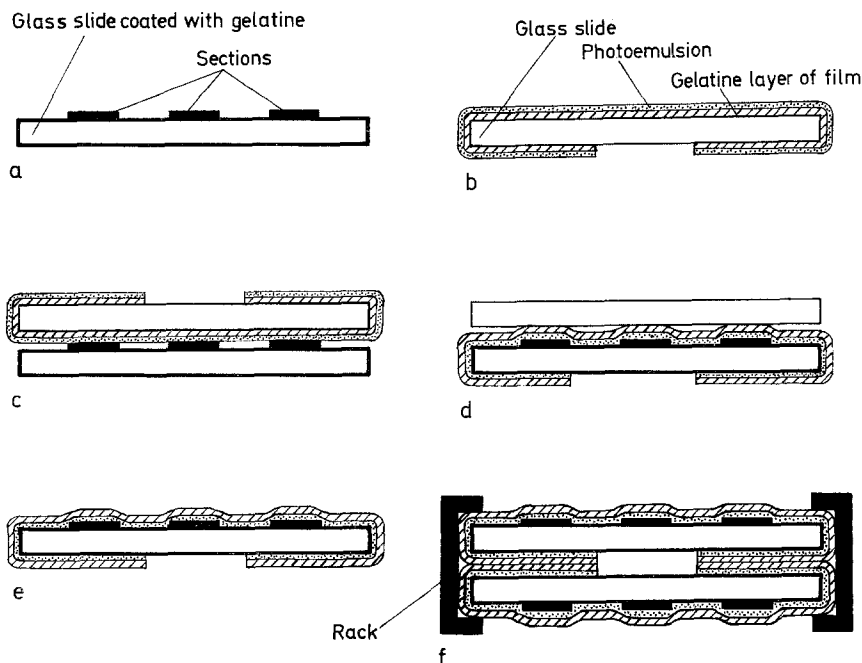 Glass slide coated with gelatine
Sections
a
Glass slide
Photoemulsion
Gelatine layer of film
b
c
d
e
Rack
f